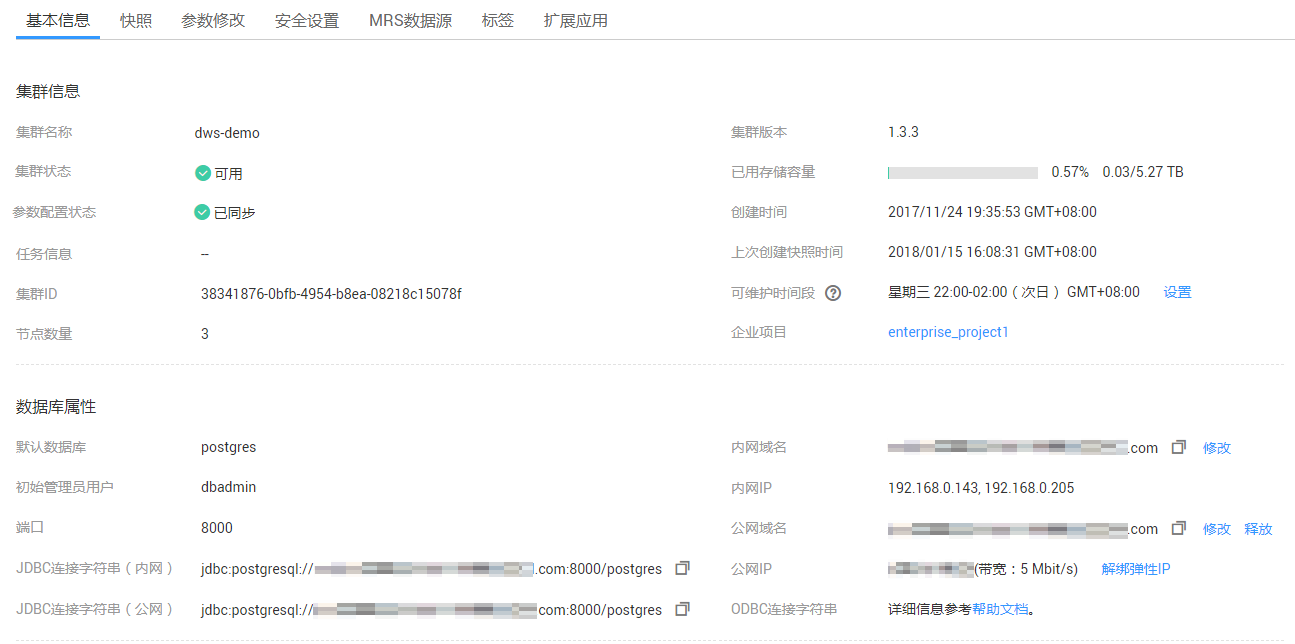 基本信息 快照 参数修改 安全设置 MRS数据源 标签 扩展应用
集群信息
集群名称 dws-demo 集群版本 1.3.3
集群状态 可用 已用存储容量 0.57% 0.03/5.27 TB
参数配置状态 已同步 创建时间 2017/11/24 19:35:53 GMT+08:00
任务信息 -- 上次创建快照时间 2018/01/15 16:08:31 GMT+08:00
集群ID 38341876-0bfb-4954-b8ea-08218c15078f 可维护时间段 ? 星期三 22:00-02:00（次日）GMT+08:00 设置
节点数量 3 企业项目 enterprise_project1
数据库属性
默认数据库 postgres 内网域名 .com 修改
初始管理员用户 dbadmin 内网IP 192.168.0.143, 192.168.0.205
端口 8000 公网域名 .com 修改 释放
JDBC连接字符串（内网） jdbc:postgresql:// .com:8000/postgres 公网IP (带宽：5 Mbit/s) 解绑弹性IP
JDBC连接字符串（公网） jdbc:postgresql:// com:8000/postgres ODBC连接字符串 详细信息参考帮助文档。